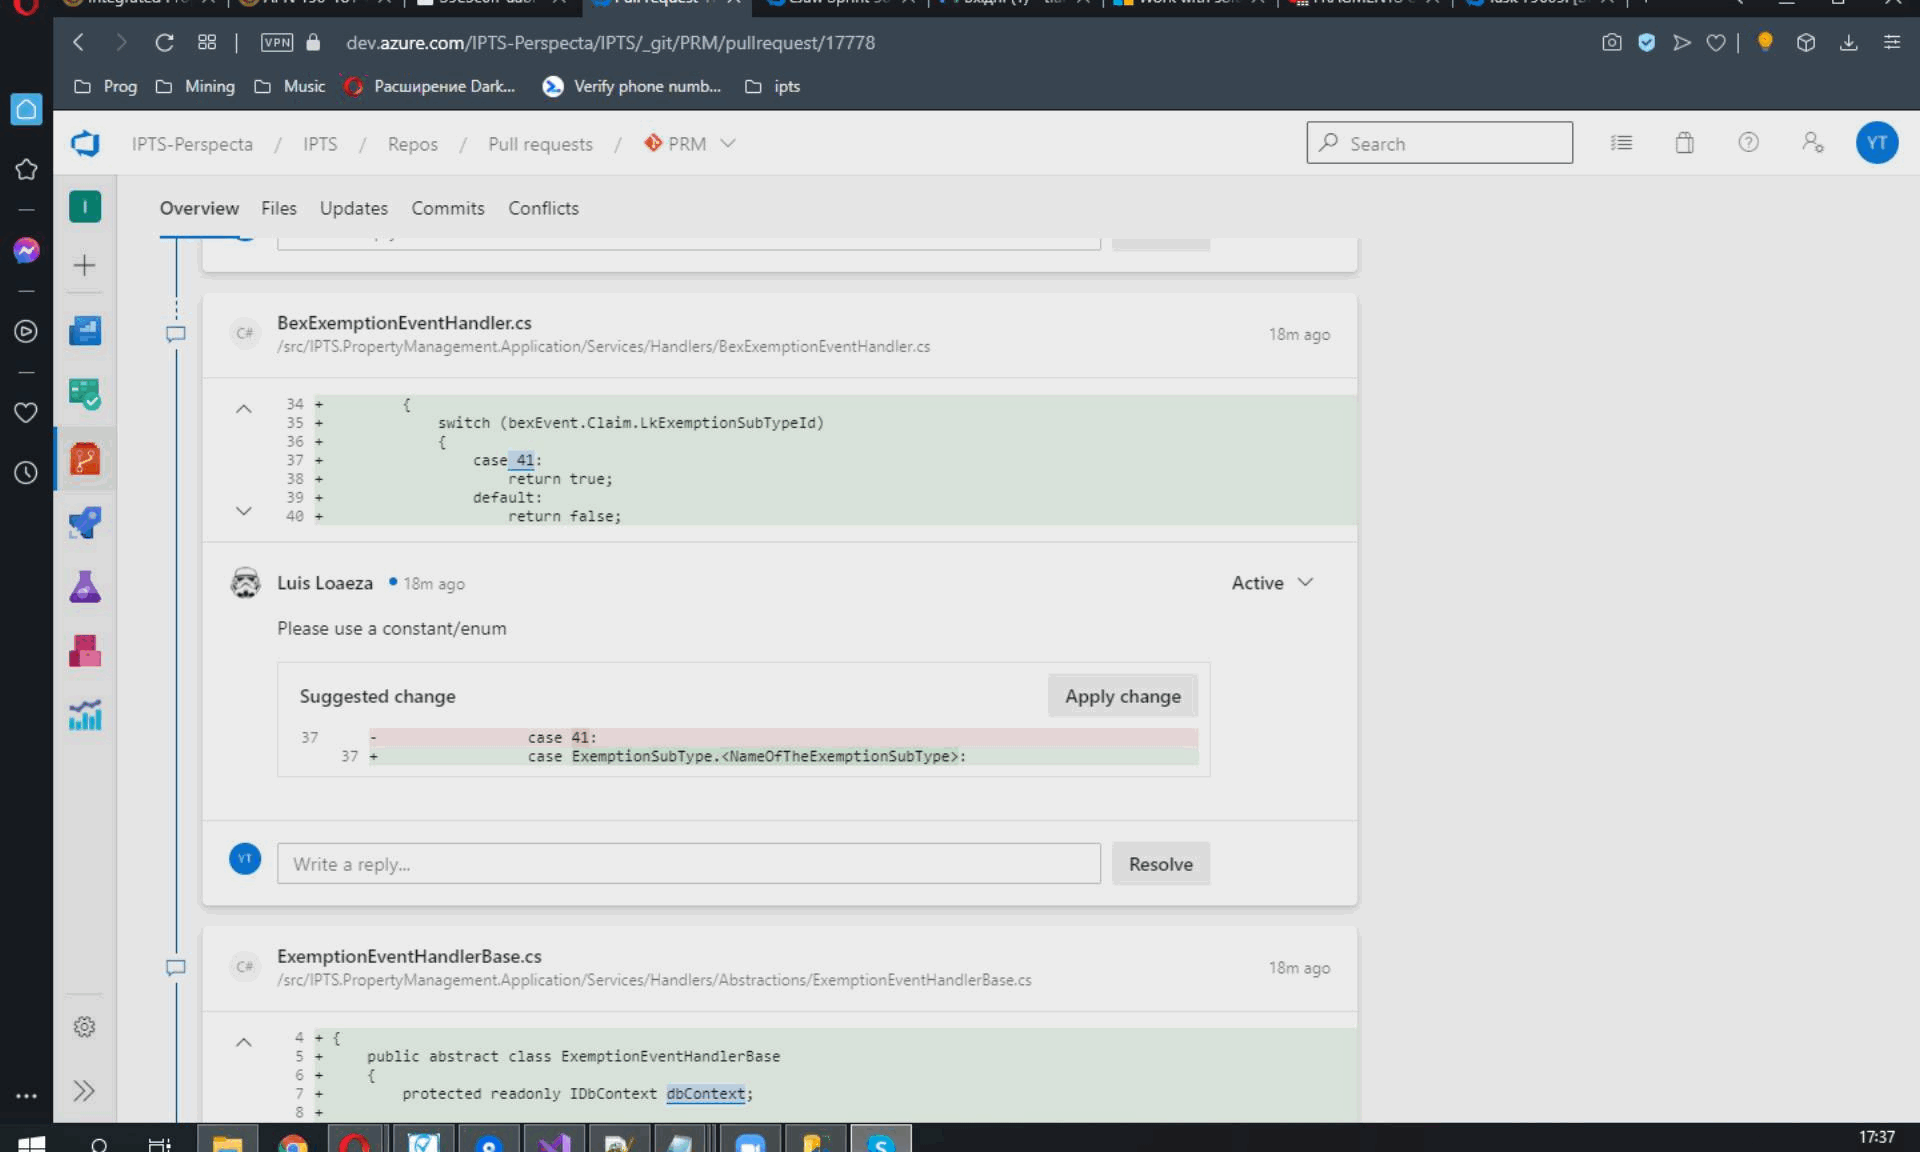 VPN
dev.azure.com/IPTS-Perspecta/IPTS/_git/PRM/pullrequest/17778
Prog Mining Music Расширение Dark... Verify phone numb... ipts
IPTS-Perspecta / IPTS / Repos / Pull requests / PRM
Search
YT
I
Overview Files Updates Commits Conflicts
C#
BexExemptionEventHandler.cs
/src/IPTS.PropertyManagement.Application/Services/Handlers/BexExemptionEventHandler.cs
18m ago
34 + {
35 + switch (bexEvent.Claim.LkExemptionSubTypeId)
36 + {
37 + case 41:
38 + return true;
39 + default:
40 + return false;
Luis Loaeza 18m ago
Active
Please use a constant/enum
Suggested change
Apply change
37 - case 41:
37 + case ExemptionSubType.<NameOfTheExemptionSubType>:
YT
Write a reply...
Resolve
C#
ExemptionEventHandlerBase.cs
/src/IPTS.PropertyManagement.Application/Services/Handlers/Abstractions/ExemptionEventHandlerBase.cs
18m ago
4 + {
5 + public abstract class ExemptionEventHandlerBase
6 + {
7 + protected readonly IDbContext dbContext;
8 +
17:37